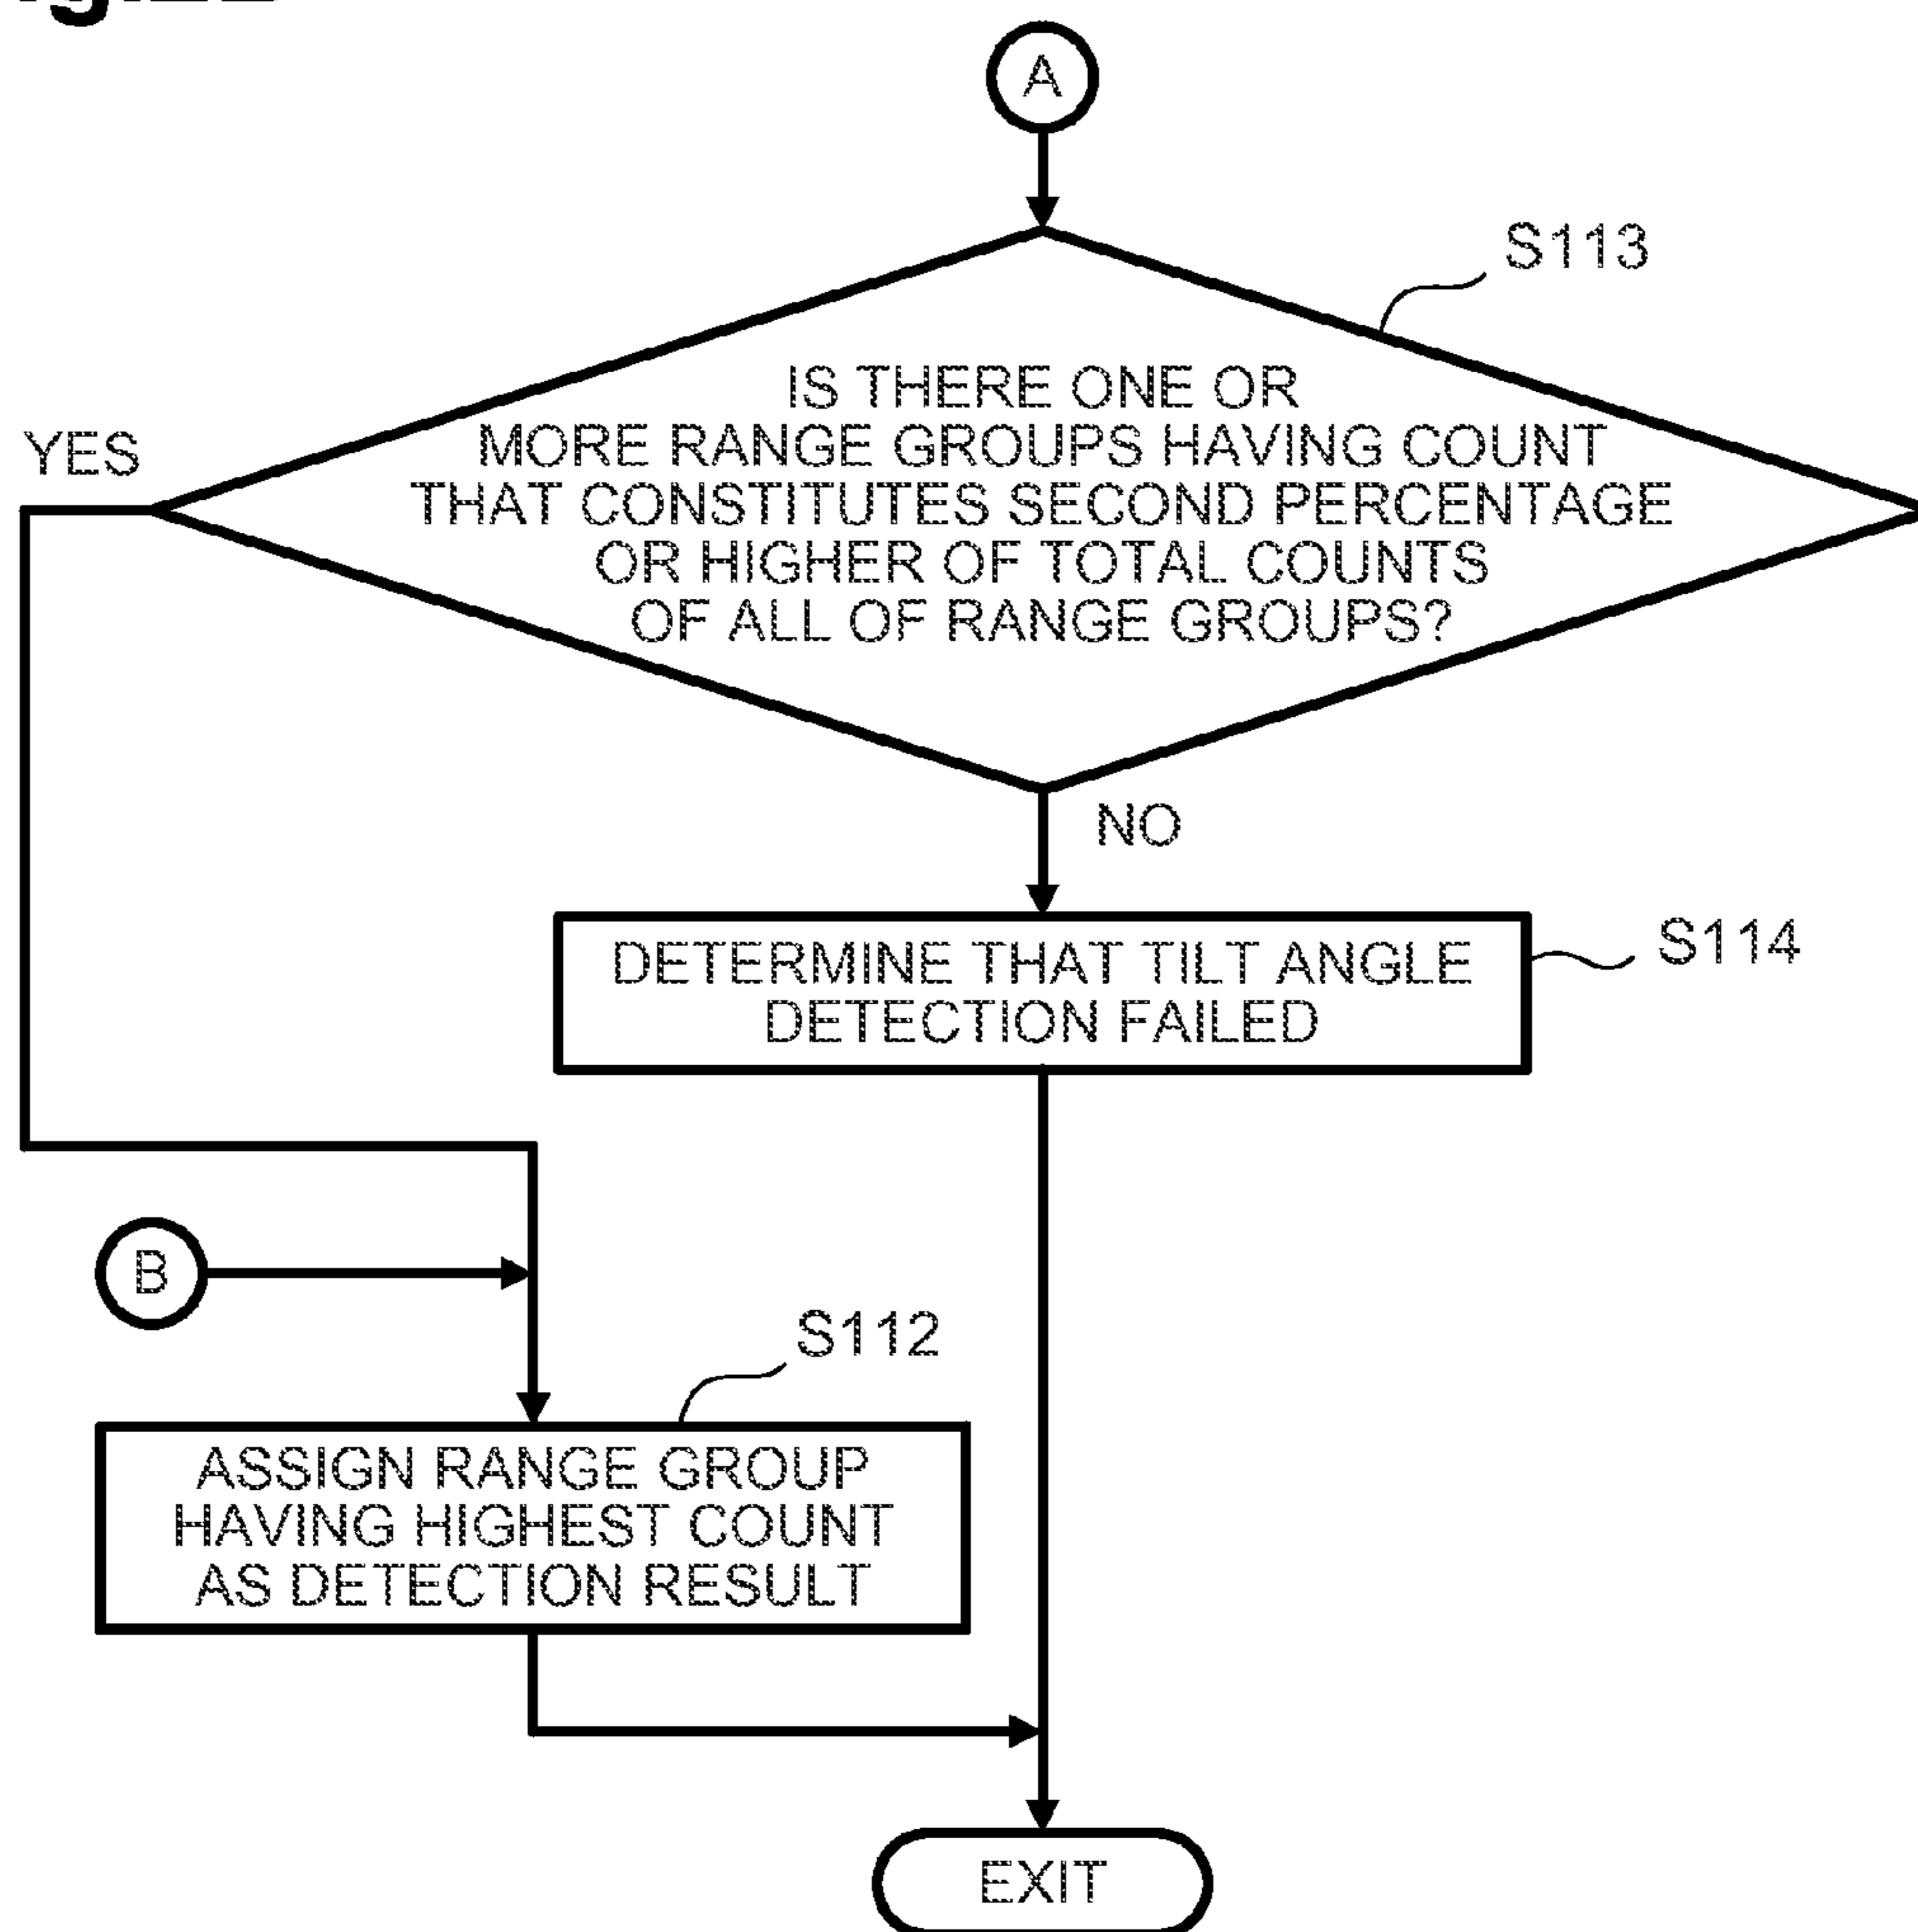 A
S113
IS THERE ONE OR
MORE RANGE GROUPS HAVING COUNT
THAT CONSTITUTES SECOND PERCENTAGE
OR HIGHER OF TOTAL COUNTS
OF ALL OF RANGE GROUPS?
YES
NO
DETERMINE THAT TILT ANGLE
DETECTION FAILED
S114
B
S112
ASSIGN RANGE GROUP
HAVING HIGHEST COUNT
AS DETECTION RESULT
EXIT